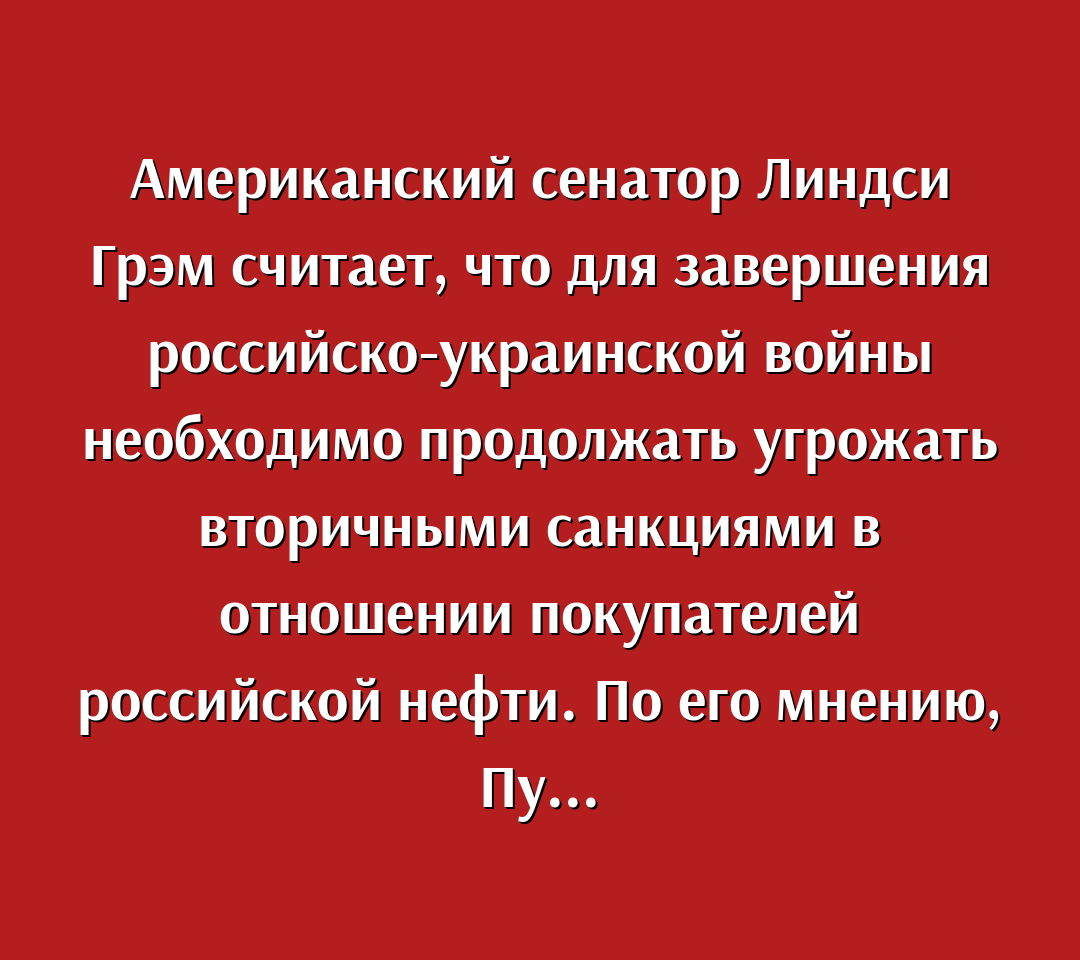 Американский сенатор Линдси
Грэм считает, что для завершения
российско-украинской войны
необходимо продолжать угрожать
вторичными санкциями в
отношении покупателей
российской нефти. По его мнению,
Пу...